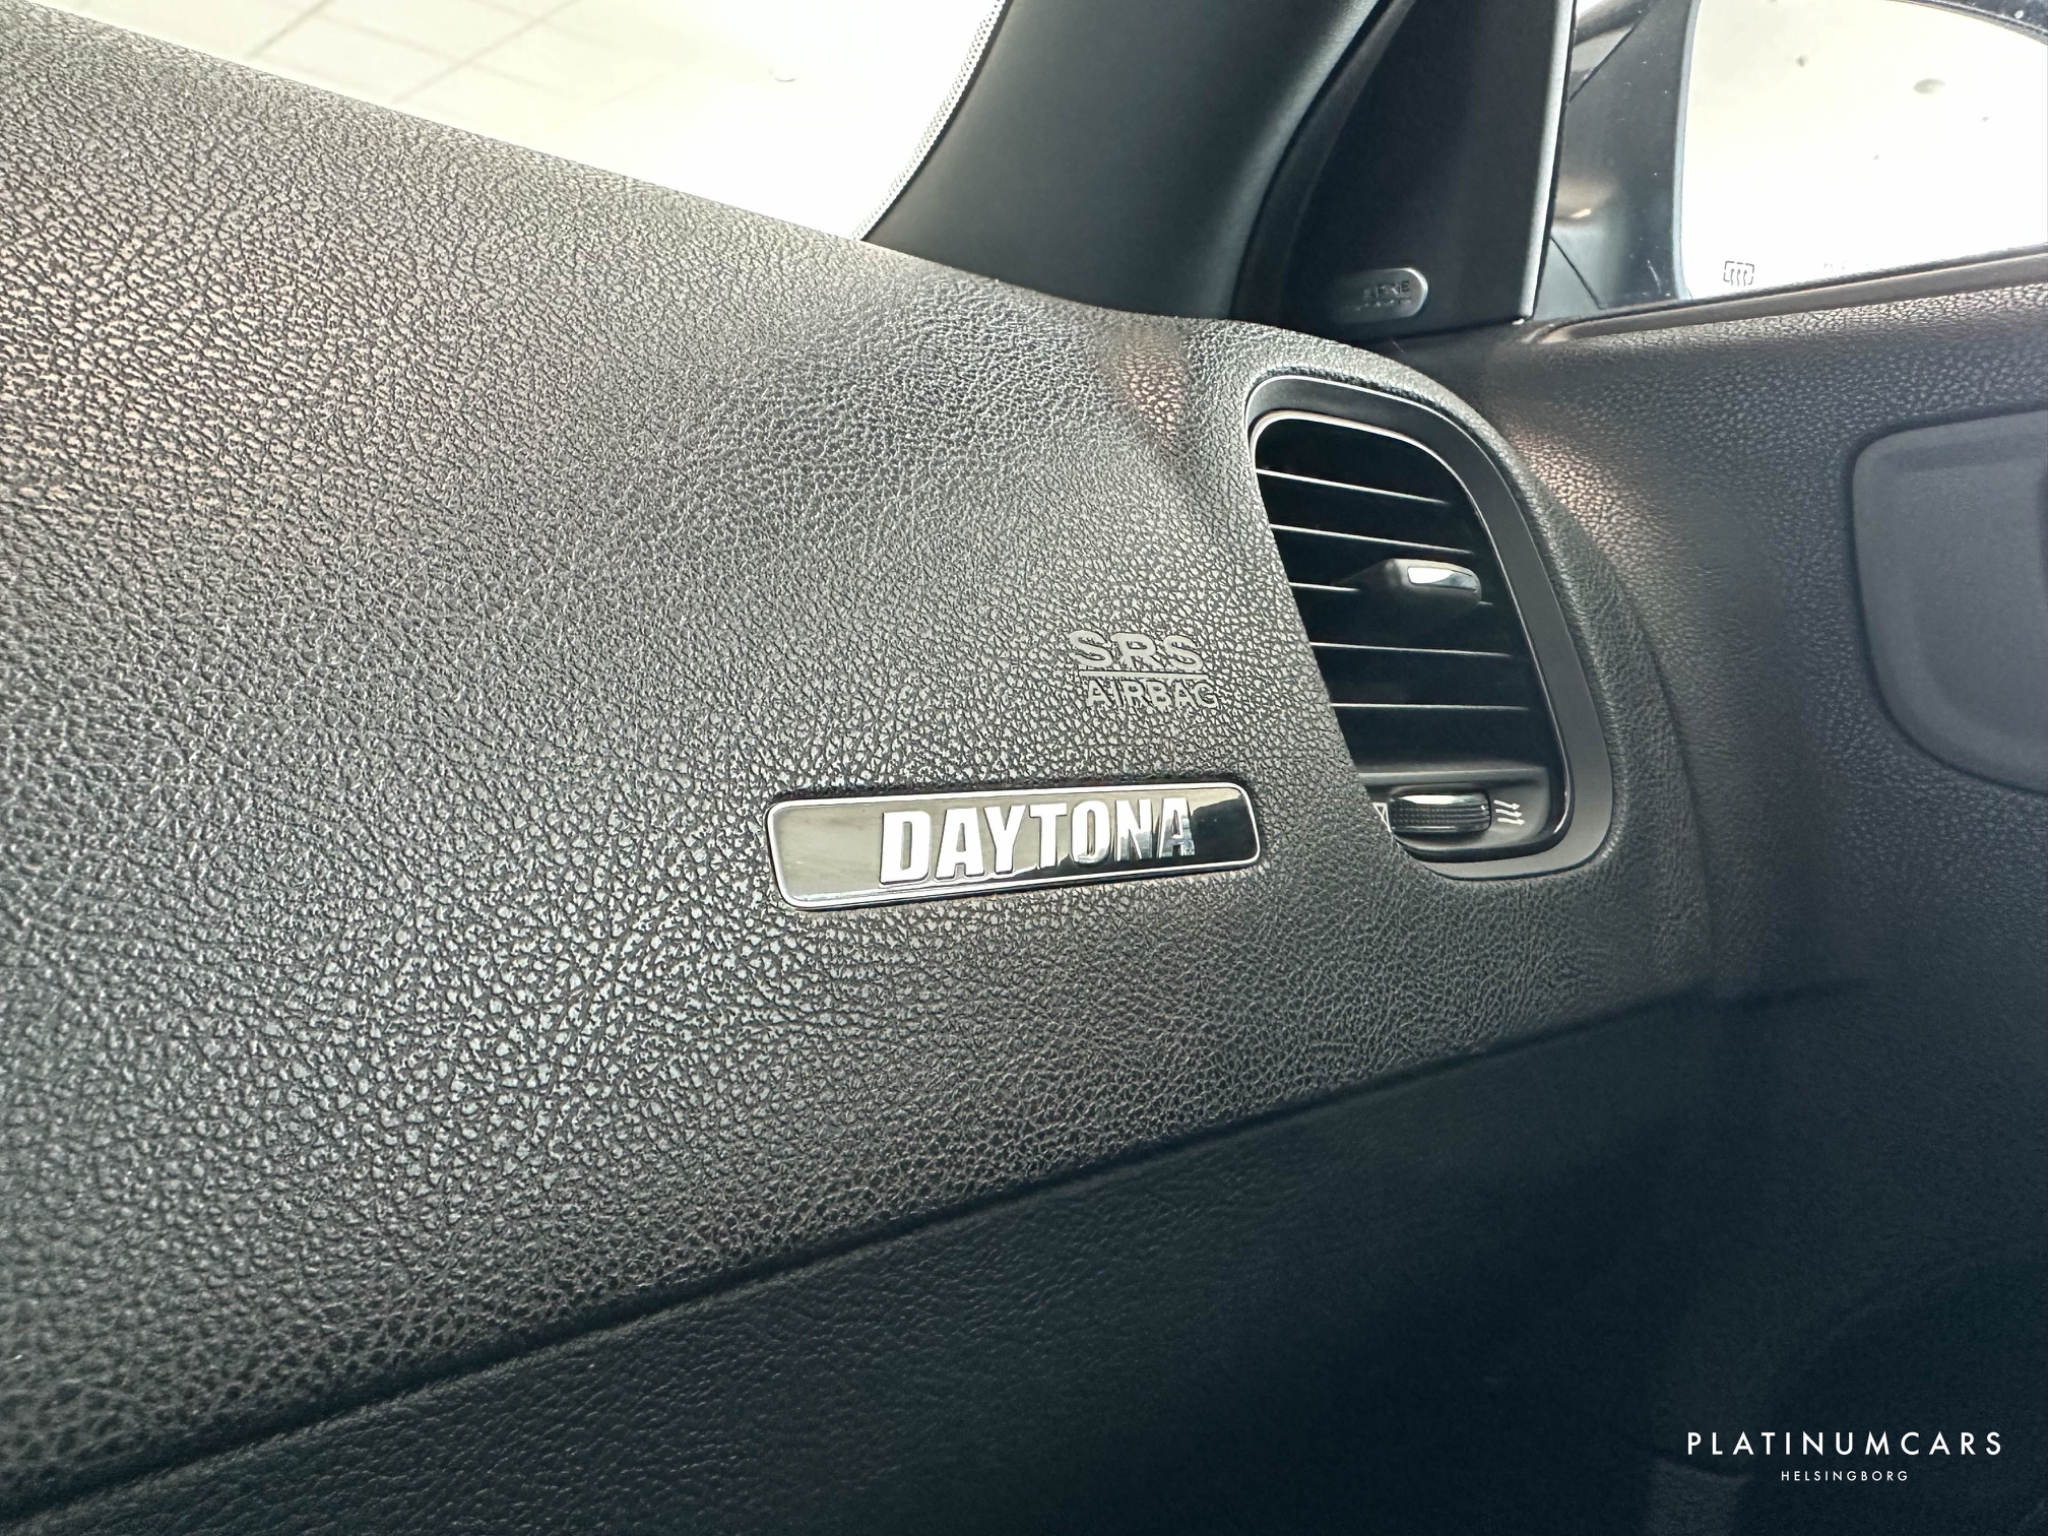 SRS
AIRBAG
DAYTONA
PLATINUMCARS
HELSINGBORG